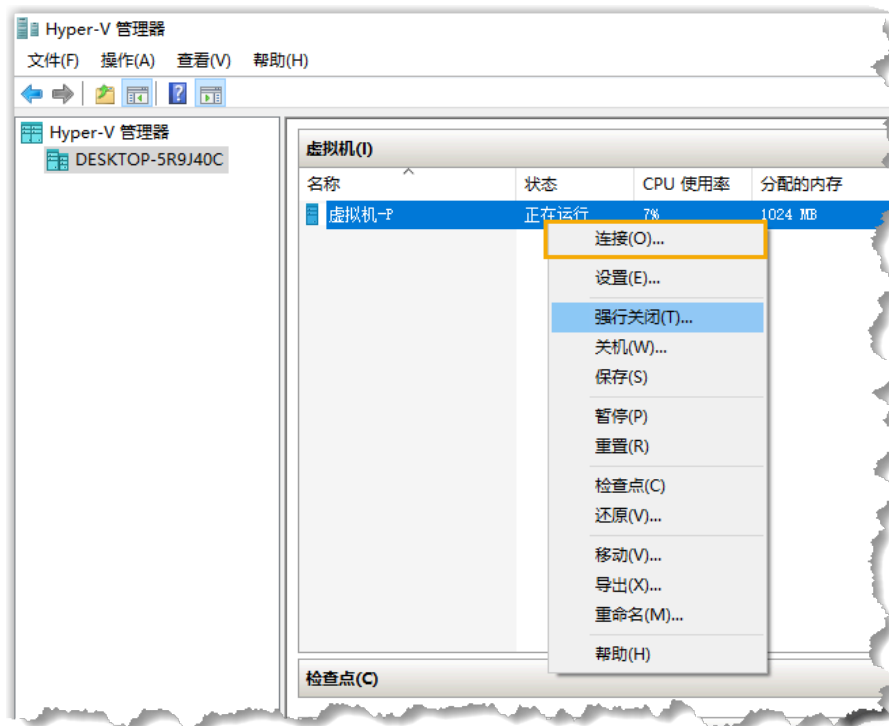 Hyper-V 管理器
文件(F) 操作(A) 查看(V) 帮助(H)
Hyper-V 管理器
DESKTOP-5R9J40C
虚拟机(I)
名称 状态 CPU 使用率 分配的内存
虚拟机-P 正在运行 7% 1024 MB
连接(O)...
设置(E)...
强行关闭(T)...
关机(W)...
保存(S)
暂停(P)
重置(R)
检查点(C)
还原(V)...
移动(V)...
导出(X)...
重命名(M)...
帮助(H)
检查点(C)